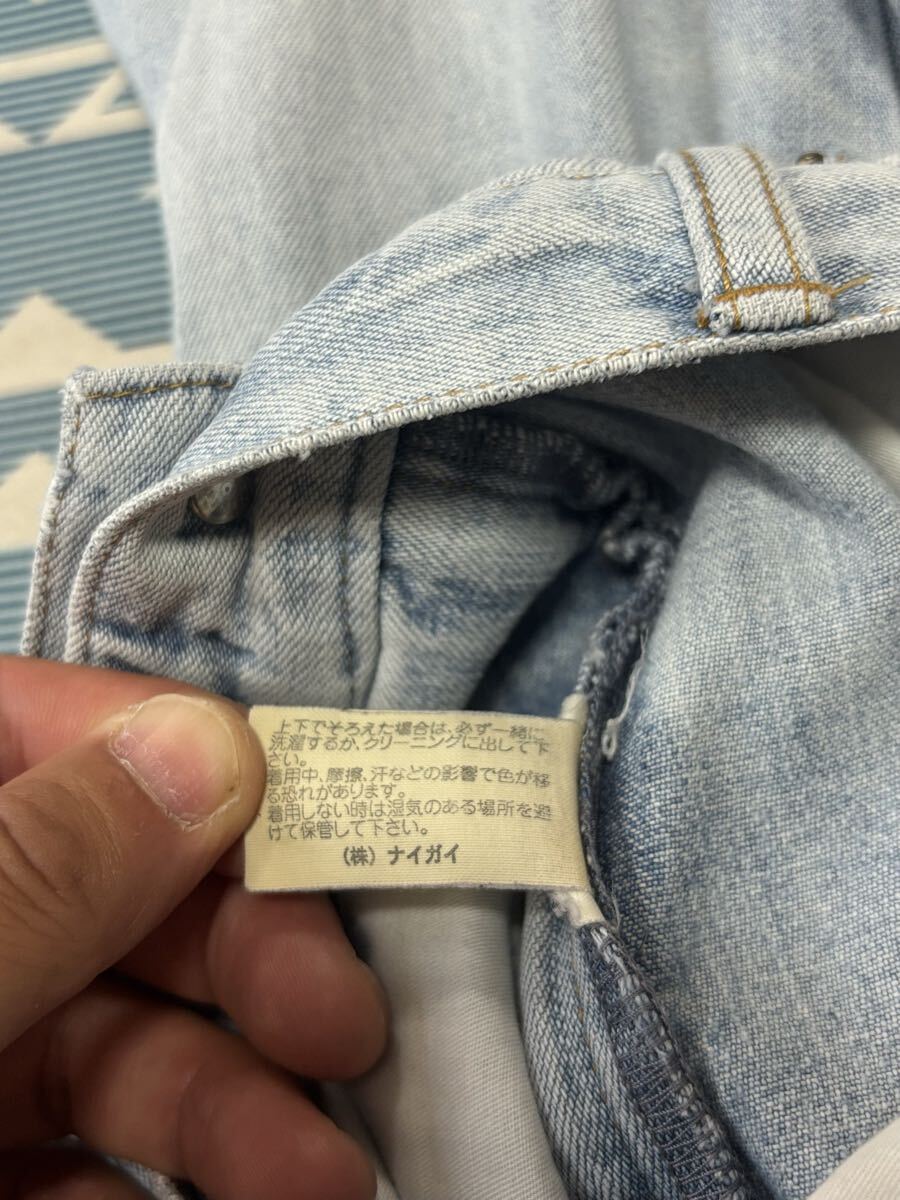 上下でそろえた場合は、必ず一緒に
洗濯するか、クリーニングに出して下
さい。
着用中、摩擦、汗などの影響で色が移
る恐れがあります。
着用しない時は湿気のある場所を避
けて保管して下さい。
(株)ナイガイ